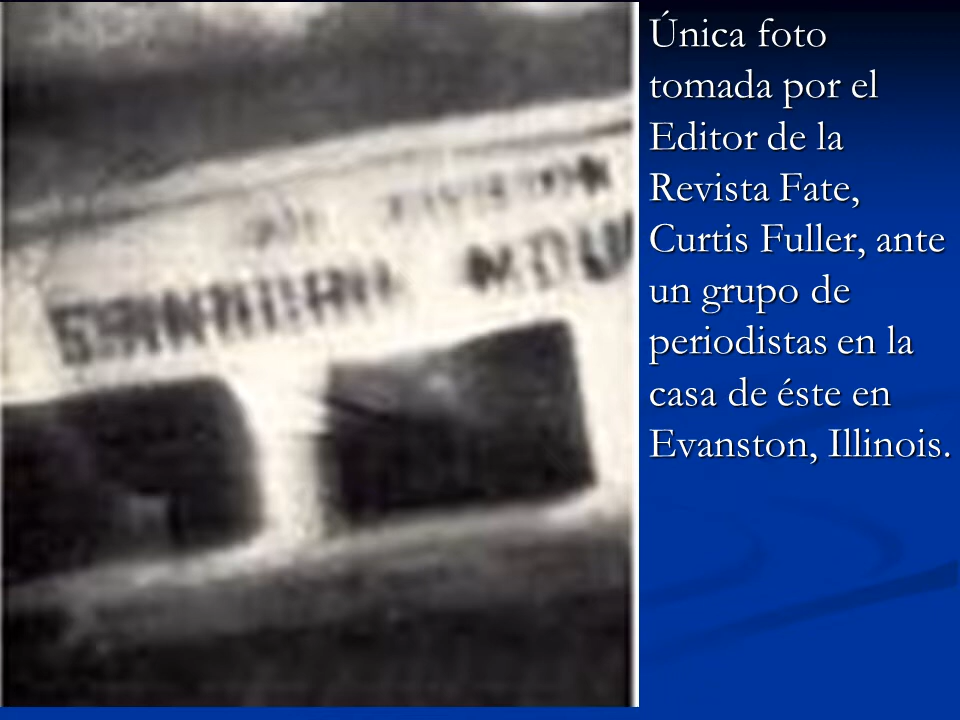 Única foto
tomada por el
Editor de la
Revista Fate,
Curtis Fuller, ante
un grupo de
periodistas en la
casa de éste en
Evanston, Illinois.